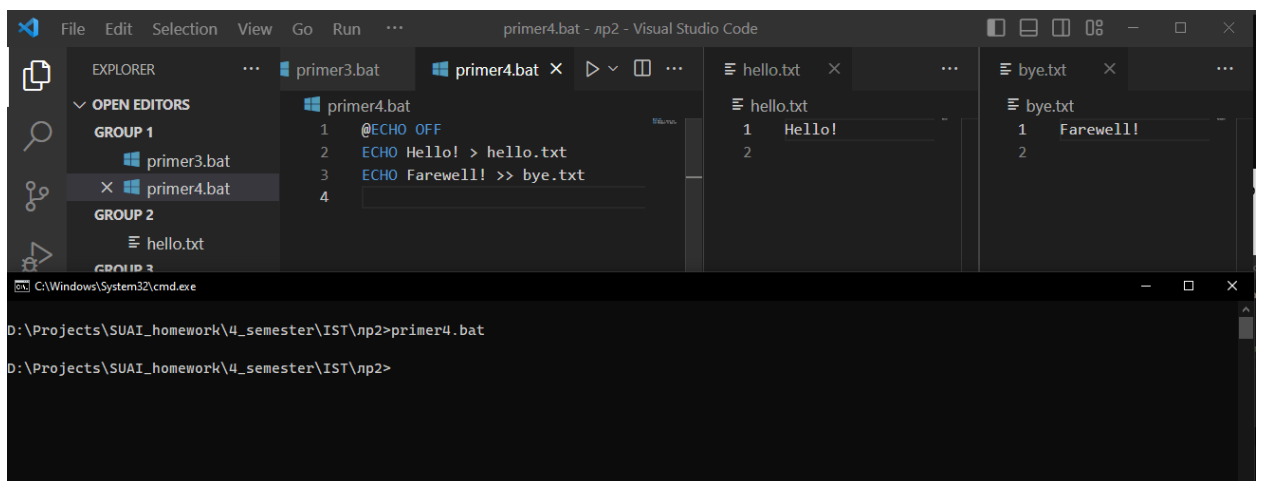 File Edit Selection View Go Run ··· primer4.bat - лр2 - Visual Studio Code
EXPLORER ···
OPEN EDITORS
GROUP 1
primer3.bat
primer4.bat
GROUP 2
hello.txt
GROUP 3
primer3.bat primer4.bat ···
primer4.bat
1 @ECHO OFF
2 ECHO Hello! > hello.txt
3 ECHO Farewell! >> bye.txt
4
hello.txt ···
hello.txt
1 Hello!
2
bye.txt ···
bye.txt
1 Farewell!
2
C:\Windows\System32\cmd.exe
D:\Projects\SUAI_homework\4_semester\IST\лр2>primer4.bat
D:\Projects\SUAI_homework\4_semester\IST\лр2>